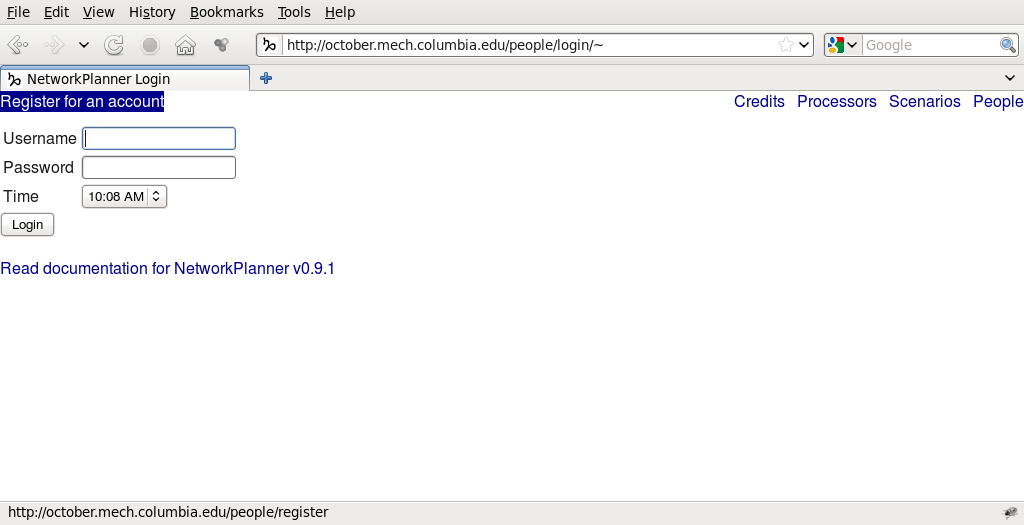 File Edit View History Bookmarks Tools Help
http://october.mech.columbia.edu/people/login/~
Google
NetworkPlanner Login
Register for an account
Credits Processors Scenarios People
Username
Password
Time 10:08 AM
Login
Read documentation for NetworkPlanner v0.9.1
http://october.mech.columbia.edu/people/register